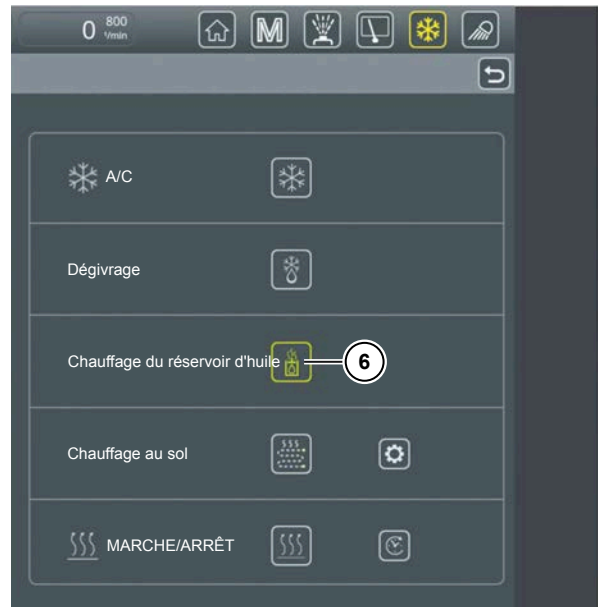 0 800
1/min
M
A/C
Dégivrage
Chauffage du réservoir d'huile
6
Chauffage au sol
MARCHE/ARRÊT